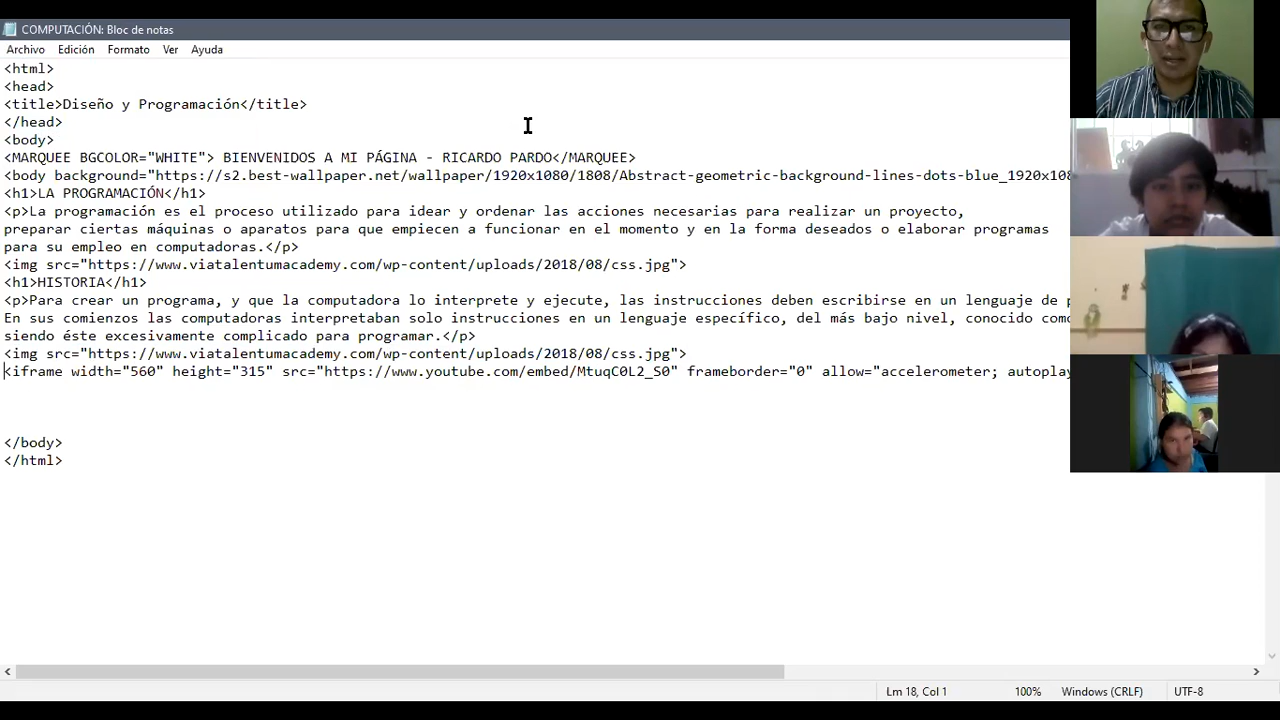 COMPUTACIÓN: Bloc de notas
Archivo Edición Formato Ver Ayuda
<html>
<head>
<title>Diseño y Programación</title>
</head>
<body>
<MARQUEE BGCOLOR="WHITE"> BIENVENIDOS A MI PÁGINA - RICARDO PARDO</MARQUEE>
<body background="https://s2.best-wallpaper.net/wallpaper/1920x1080/1808/Abstract-geometric-background-lines-dots-blue_1920x108
<h1>LA PROGRAMACIÓN</h1>
<p>La programación es el proceso utilizado para idear y ordenar las acciones necesarias para realizar un proyecto,
preparar ciertas máquinas o aparatos para que empiecen a funcionar en el momento y en la forma deseados o elaborar programas
para su empleo en computadoras.</p>
<img src="https://www.viatalentumacademy.com/wp-content/uploads/2018/08/css.jpg">
<h1>HISTORIA</h1>
<p>Para crear un programa, y que la computadora lo interprete y ejecute, las instrucciones deben escribirse en un lenguaje de p
En sus comienzos las computadoras interpretaban solo instrucciones en un lenguaje específico, del más bajo nivel, conocido como
siendo éste excesivamente complicado para programar.</p>
<img src="https://www.viatalentumacademy.com/wp-content/uploads/2018/08/css.jpg">
<iframe width="560" height="315" src="https://www.youtube.com/embed/MtuqC0L2_S0" frameborder="0" allow="accelerometer; autoplay
</body>
</html>
Lm 18, Col 1 100% Windows (CRLF) UTF-8